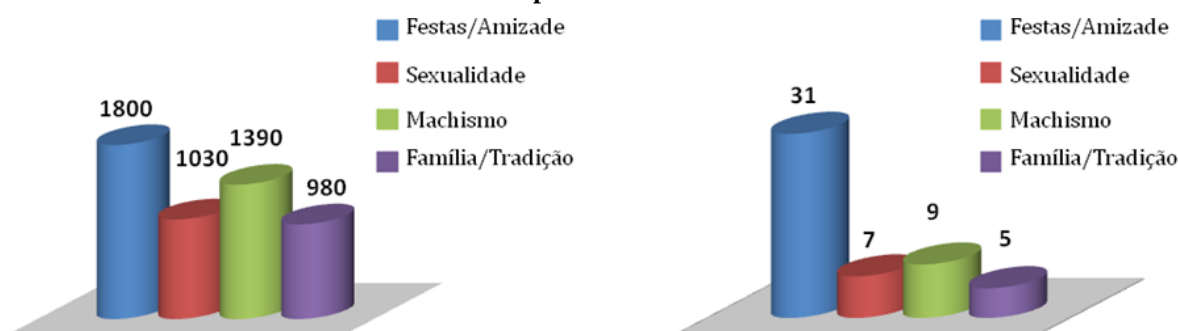 Festas/Amizade
Sexualidade
Machismo
Família/Tradição
1800
1030
1390
980
Festas/Amizade
Sexualidade
Machismo
Família/Tradição
31
7
9
5